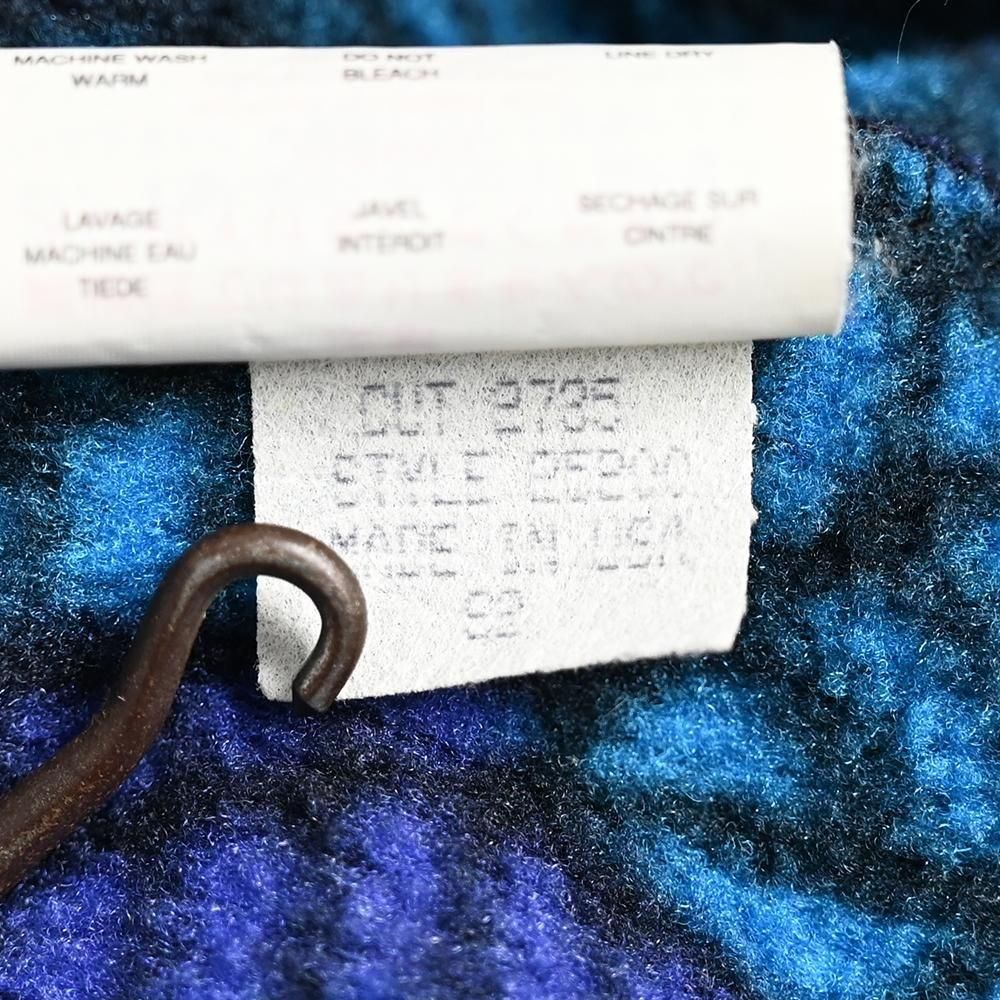 MACHINE WASH
WARM
DO NOT
BLEACH
LINE DRY
LAVAGE
MACHINE EAU
TIEDE
JAVEL
INTERDIT
SECHAGE SUR
CINTRE
CUT 2735
STYLE 25200
MADE IN USA